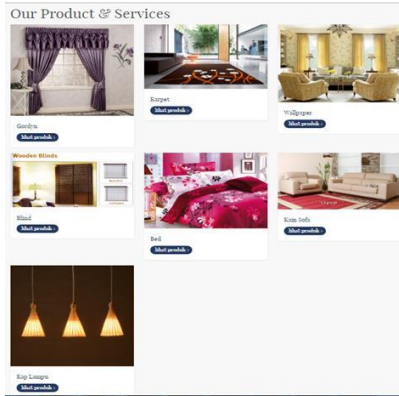 Our Product & Services
Gordyn
lihat produk ›
Karpet
lihat produk ›
Wallpaper
lihat produk ›
Wooden Blinds
Blind
lihat produk ›
Bed
lihat produk ›
Kain Sofa
lihat produk ›
Kap Lampu
lihat produk ›